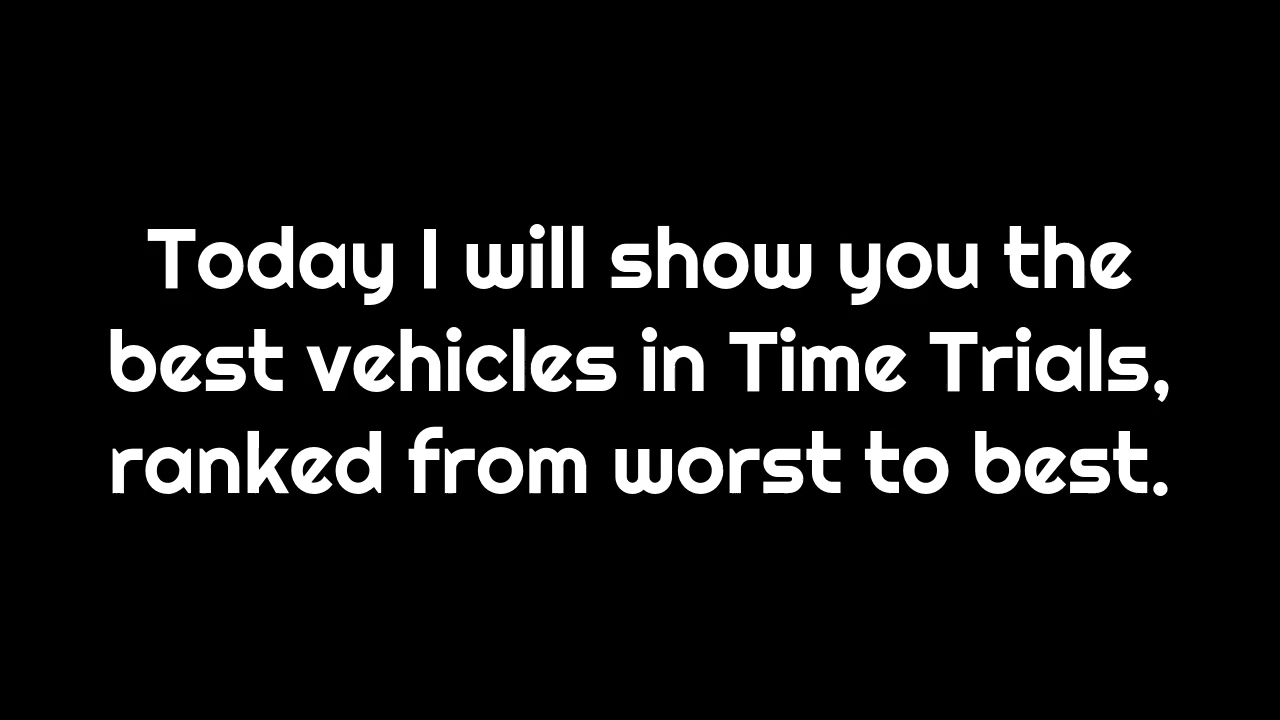 Today I will show you the
best vehicles in Time Trials,
ranked from worst to best.